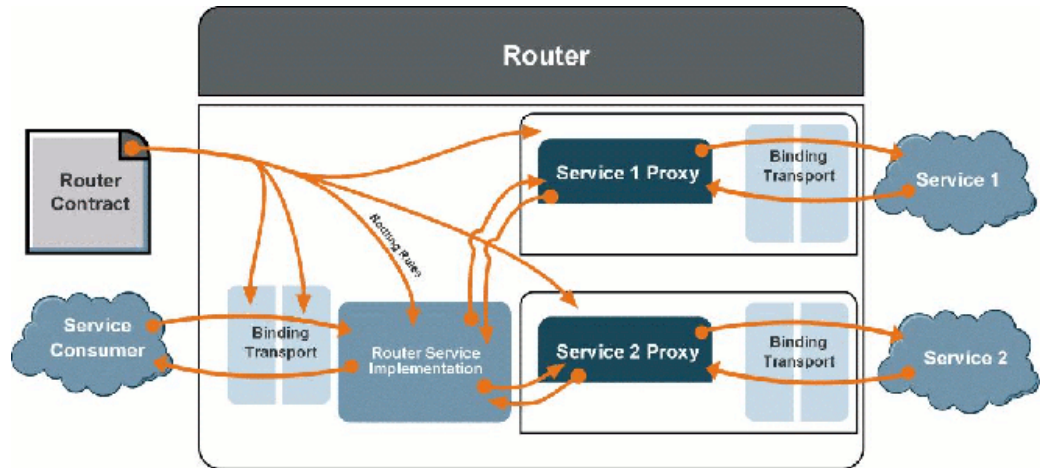 Router
Router
Contract
Service 1 Proxy
Binding
Transport
Service 1
Rothing Rules
Service
Consumer
Binding
Transport
Router Service
Implementation
Service 2 Proxy
Binding
Transport
Service 2